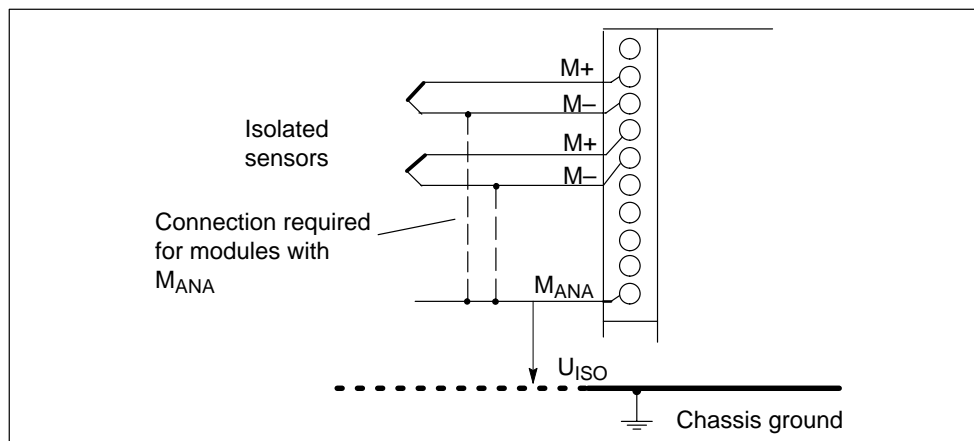 M+
M–
Isolated
sensors
M+
M–
Connection required
for modules with
MANA
MANA
UISO
Chassis ground